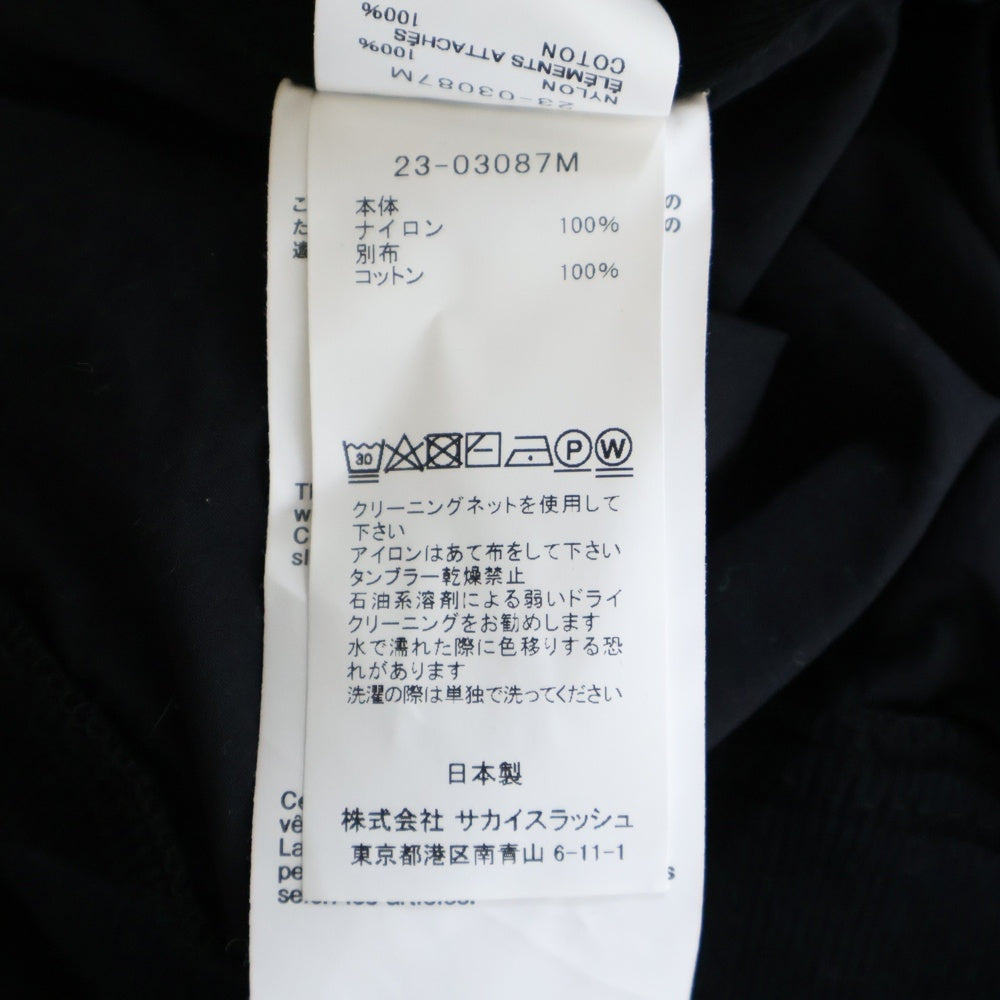 100%
COTON
ÉLÉMENTS ATTACHÉS
100%
NYLON
23-03087M
23-03087M
本体
ナイロン 100%
別布
コットン 100%
30 P W
クリーニングネットを使用して
下さい
アイロンはあて布をして下さい
タンブラー乾燥禁止
石油系溶剤による弱いドライ
クリーニングをお勧めします
水で濡れた際に色移りする恐
れがあります
洗濯の際は単独で洗ってください
日本製
株式会社 サカイスラッシュ
東京都港区南青山 6-11-1